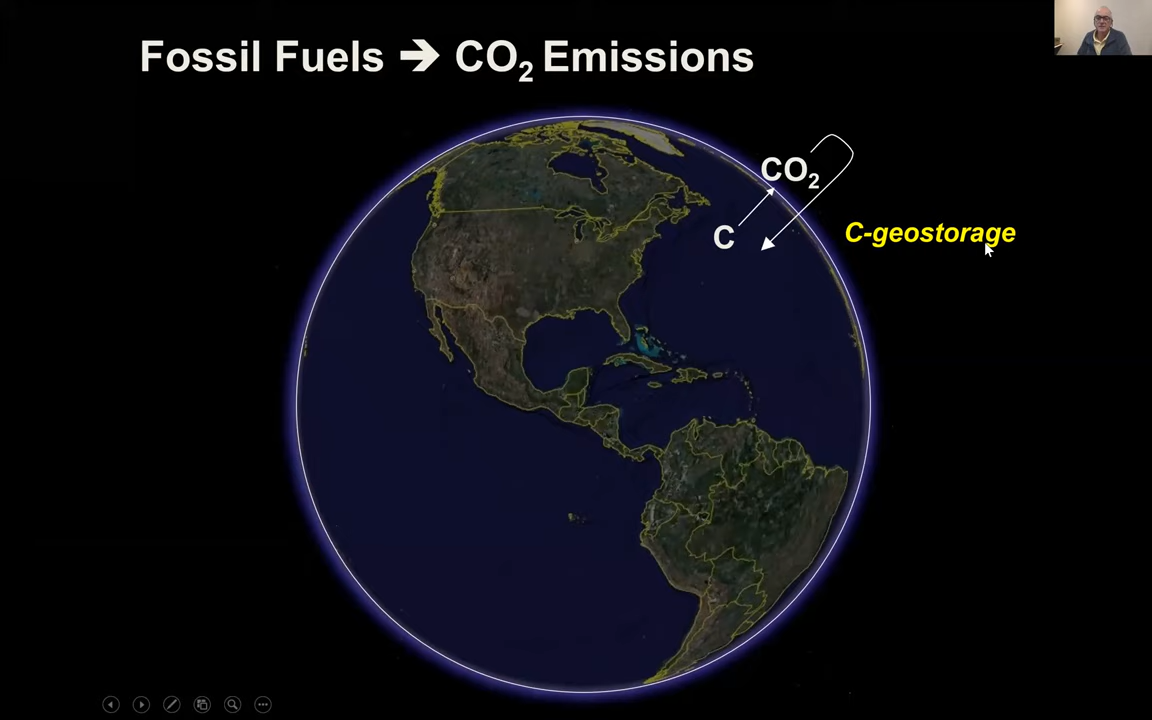 Fossil Fuels ➔ CO₂ Emissions
CO₂
C
C-geostorage